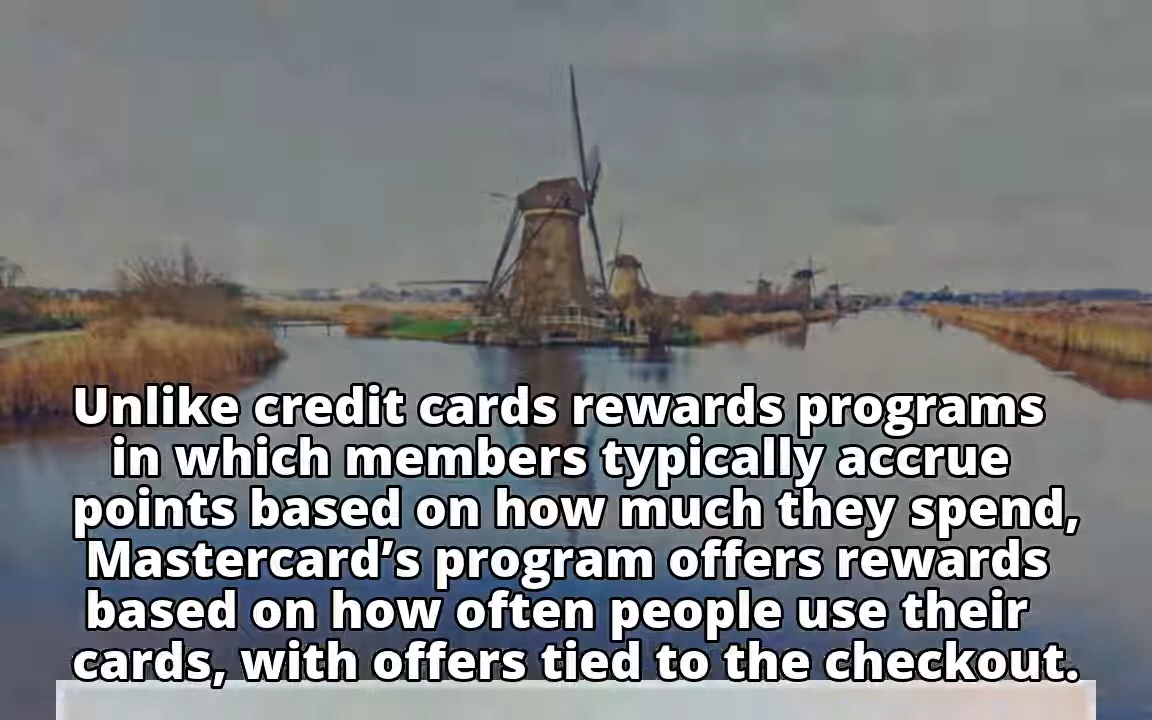 Unlike credit cards rewards programs
in which members typically accrue
points based on how much they spend,
Mastercard’s program offers rewards
based on how often people use their
cards, with offers tied to the checkout.